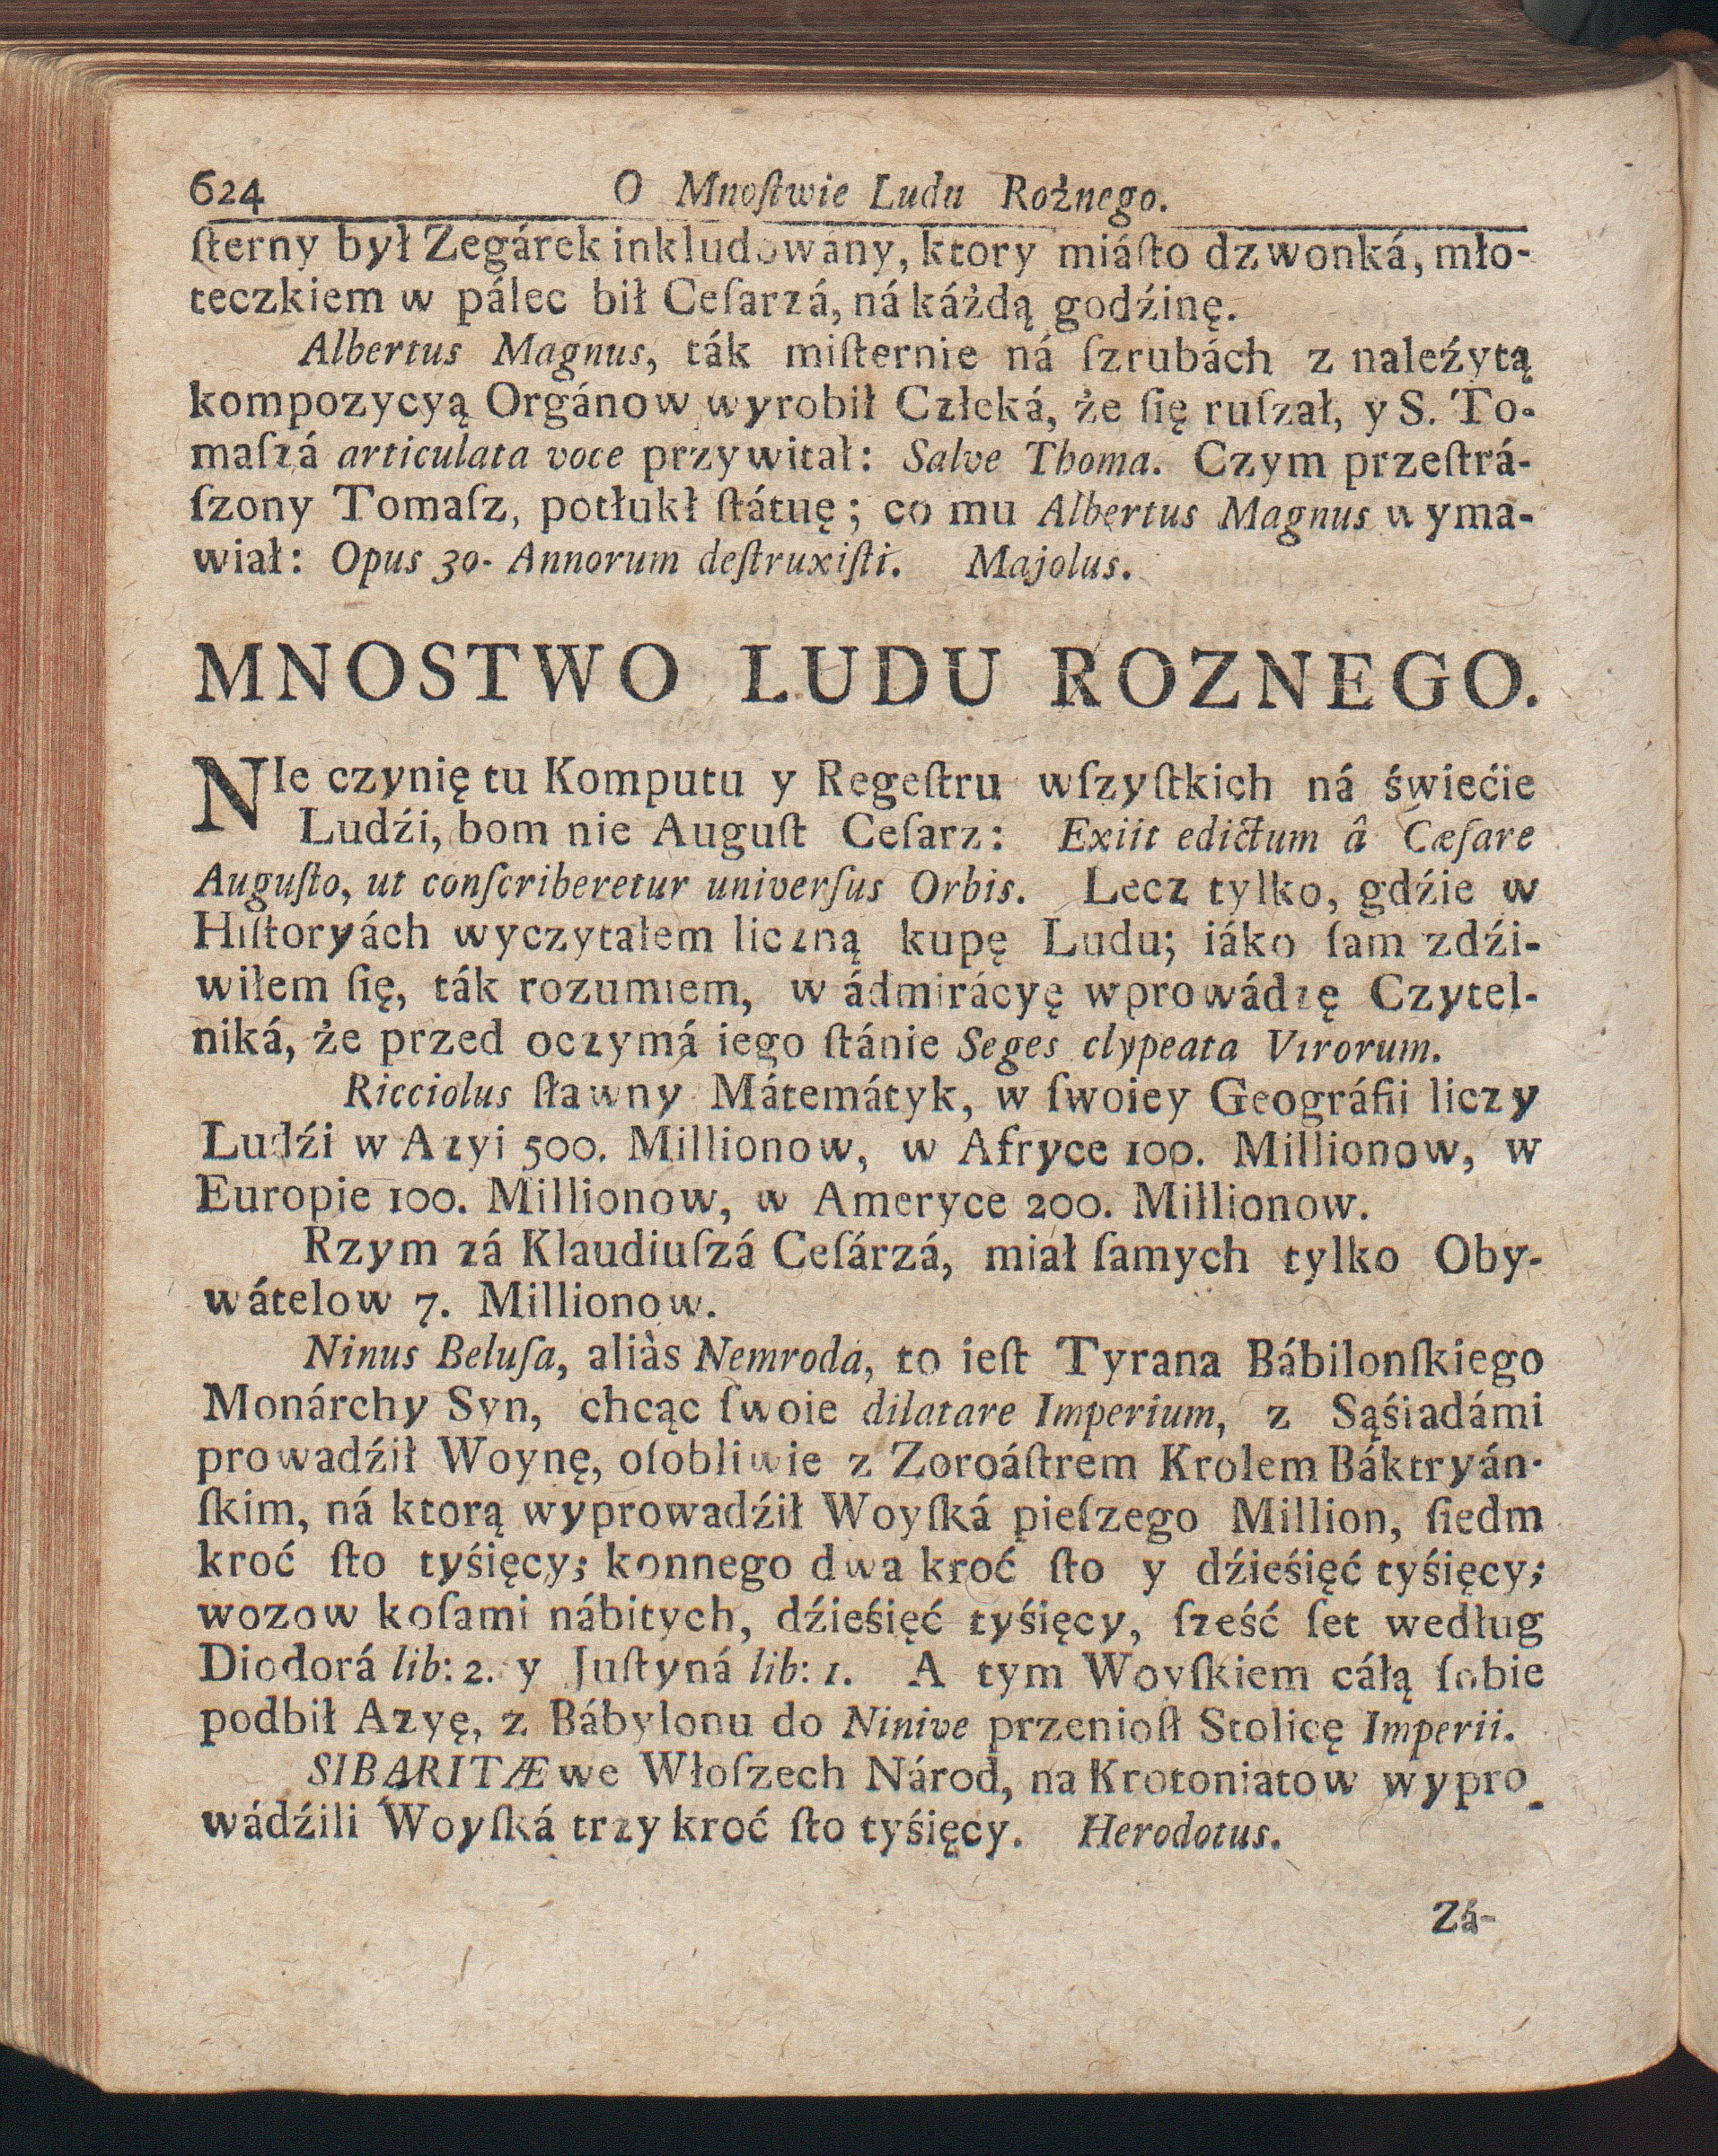 624 O Mnoſtwie Ludu Rożnego.
ſterny był Zegárek inkludowány, ktory miáſto dzwonká, mło-
teczkiem w pálec bił Ceſarzá, ná káżdą godźinę.
Albertus Magnus, ták miſternie ná ſzrubách z naleźytą
kompozycyą Orgánow wyrobił Człeká, że ſię ruſzał, y S. To-
maſzá articulata voce przywitał: Salve Thoma. Czym przeſtrá-
ſzony Tomaſz, potłukł ſtátuę; co mu Albertus Magnus wyma-
wiał: Opus 30. Annorum deſtruxiſti. Majolus.
MNOSTWO LUDU ROZNEGO.
NIe czynię tu Komputu y Regeſtru wſzyſtkich ná świećie
Ludźi, bom nie Auguſt Ceſarz: Exiit edictum â Cæſare
Auguſto, ut conſcriberetur univerſus Orbis. Lecz tylko, gdźie w
Hiſtoryách wyczytałem liczną kupę Ludu; iáko ſam zdźi-
wiłem ſię, ták rozumiem, w ádmirácyę wprowádzę Czytel-
niká, że przed oczymá iego ſtánie Seges clypeata Virorum.
Ricciolus ſławny Mátemátyk, w ſwoiey Geográfii liczy
Ludźi w Azyi 500. Millionow, w Afryce 100. Millionow, w
Europie 100. Millionow, w Ameryce 200. Millionow.
Rzym zá Klaudiuſzá Ceſárzá, miał ſamych tylko Oby-
wátelow 7. Millionow.
Ninus Beluſa, aliàs Nemroda, to ieſt Tyrana Bábilonſkiego
Monárchy Syn, chcąc ſwoie dilatare Imperium, z Sąśiadámi
prowadźił Woynę, oſobliwie z Zoroáſtrem Krolem Báktryán-
ſkim, ná ktorą wyprowadźił Woyſká pieſzego Million, ſiedm
kroć ſto tyśięcy; konnego dwa kroć ſto y dźieśięć tyśięcy;
wozow koſami nábitych, dźieśięć tyśięcy, ſześć ſet według
Diodorá lib: 2. y Juſtyná lib: 1. A tym Woyſkiem cáłą ſobie
podbił Azyę, z Bábylonu do Ninive przenioſł Stolicę Imperii.
SIBARITÆ we Włoſzech Národ, na Krotoniatow wypro-
wádźili Woyſká trzy kroć ſto tyśięcy. Herodotus.
Zá-